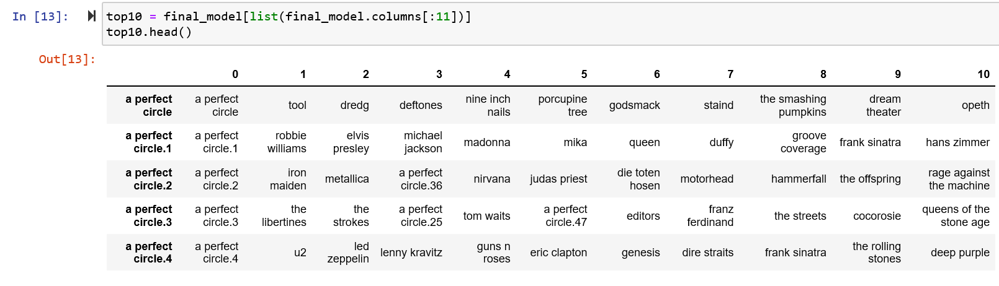 In [13]:
top10 = final_model[list(final_model.columns[:11])]
top10.head()
Out[13]:
0 1 2 3 4 5 6 7 8 9 10
a perfect circle a perfect circle tool dredg deftones nine inch nails porcupine tree godsmack staind the smashing pumpkins dream theater opeth
a perfect circle.1 a perfect circle.1 robbie williams elvis presley michael jackson madonna mika queen duffy groove coverage frank sinatra hans zimmer
a perfect circle.2 a perfect circle.2 iron maiden metallica a perfect circle.36 nirvana judas priest die toten hosen motorhead hammerfall the offspring rage against the machine
a perfect circle.3 a perfect circle.3 the libertines the strokes a perfect circle.25 tom waits a perfect circle.47 editors franz ferdinand the streets cocorosie queens of the stone age
a perfect circle.4 a perfect circle.4 u2 led zeppelin lenny kravitz guns n roses eric clapton genesis dire straits frank sinatra the rolling stones deep purple